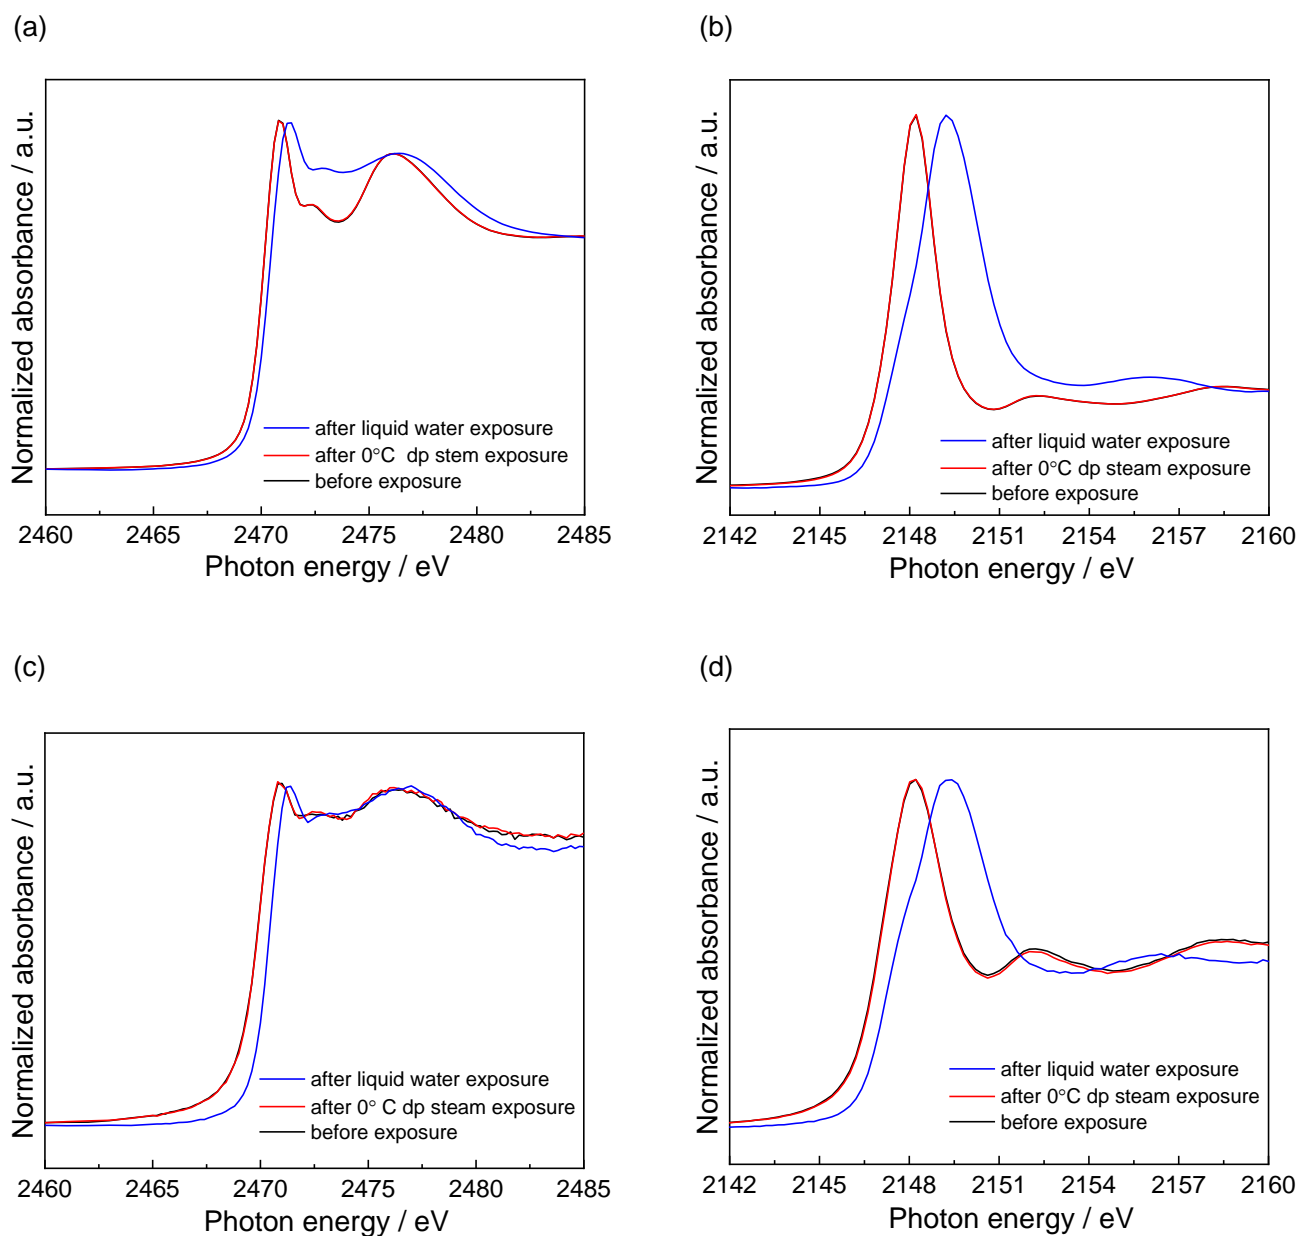 (a)
Normalized absorbance / a.u.
after liquid water exposure
after 0°C dp stem exposure
before exposure
2460 2465 2470 2475 2480 2485
Photon energy / eV
(b)
Normalized absorbance / a.u.
after liquid water exposure
after 0°C dp steam exposure
before exposure
2142 2145 2148 2151 2154 2157 2160
Photon energy / eV
(c)
Normalized absorbance / a.u.
after liquid water exposure
after 0° C dp steam exposure
before exposure
2460 2465 2470 2475 2480 2485
Photon energy / eV
(d)
Normalized absorbance / a.u.
after liquid water exposure
after 0°C dp steam exposure
before exposure
2142 2145 2148 2151 2154 2157 2160
Photon energy / eV